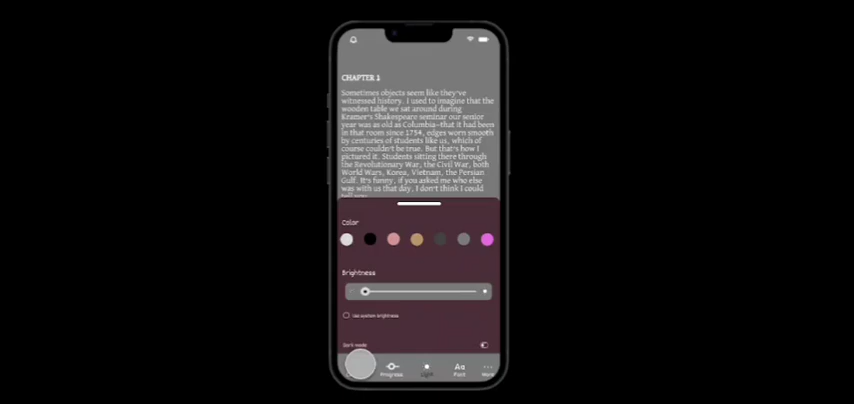 CHAPTER 1
Sometimes objects seem like they've
witnessed history. I used to imagine that the
wooden table we sat around during
Kramer's Shakespeare seminar our senior
year was as old as Columbia-that it had been
in that room since 1754, edges worn smooth
by centuries of students like us, which of
course couldn't be true. But that's how I
pictured it. Students sitting there through
the Revolutionary War, the Civil War, both
World Wars, Korea, Vietnam, the Persian
Gulf. It's funny, if you asked me who else
was with us that day, I don't think I could
tell you.
Color
Brightness
Use system brightness
Dark mode
Progress
Light
Aa
Font
More